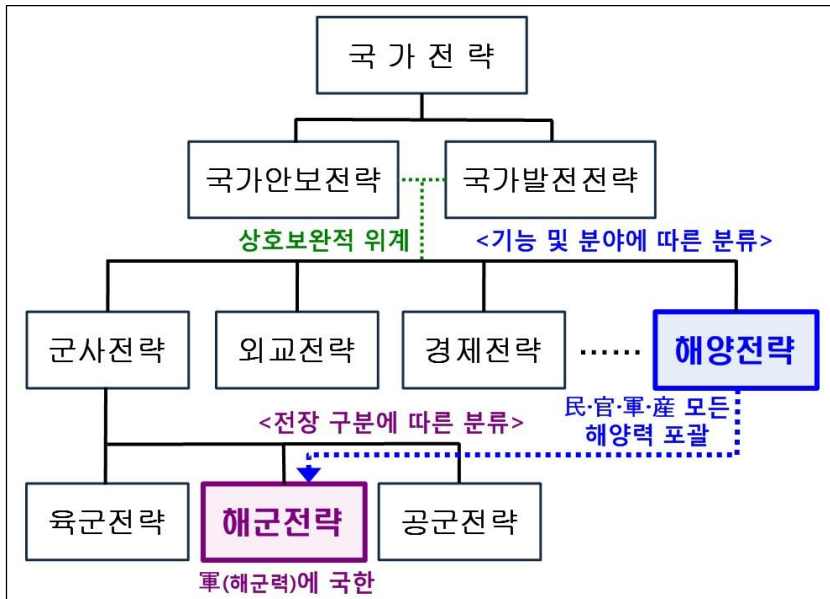 국 가 전 략
국가안보전략
국가발전전략
상호보완적 위계
<기능 및 분야에 따른 분류>
군사전략
외교전략
경제전략
······
해양전략
<전장 구분에 따른 분류>
民·官·軍·産 모든
해양력 포괄
육군전략
해군전략
공군전략
軍(해군력)에 국한